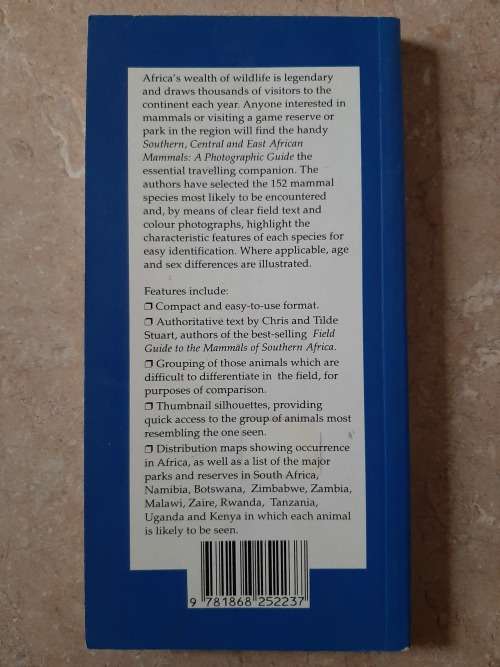 Africa's wealth of wildlife is legendary
and draws thousands of visitors to the
continent each year. Anyone interested in
mammals or visiting a game reserve or
park in the region will find the handy
Southern, Central and East African
Mammals: A Photographic Guide the
essential travelling companion. The
authors have selected the 152 mammal
species most likely to be encountered
and, by means of clear field text and
colour photographs, highlight the
characteristic features of each species for
easy identification. Where applicable, age
and sex differences are illustrated.
Features include:
❒ Compact and easy-to-use format.
❒ Authoritative text by Chris and Tilde
Stuart, authors of the best-selling Field
Guide to the Mammals of Southern Africa.
❒ Grouping of those animals which are
difficult to differentiate in the field, for
purposes of comparison.
❒ Thumbnail silhouettes, providing
quick access to the group of animals most
resembling the one seen.
❒ Distribution maps showing occurrence
in Africa, as well as a list of the major
parks and reserves in South Africa,
Namibia, Botswana, Zimbabwe, Zambia,
Malawi, Zaire, Rwanda, Tanzania,
Uganda and Kenya in which each animal
is likely to be seen.
9 781868 252237